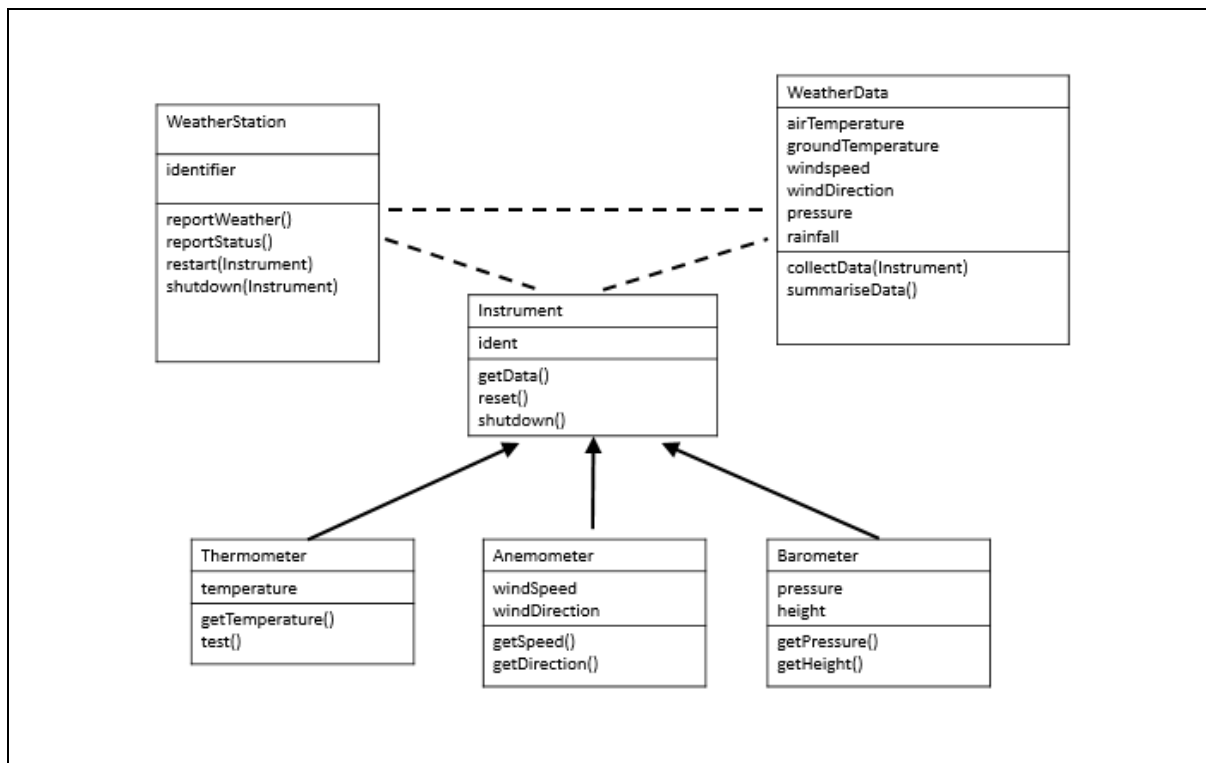 WeatherStation
identifier
reportWeather()
reportStatus()
restart(Instrument)
shutdown(Instrument)
WeatherData
airTemperature
groundTemperature
windspeed
windDirection
pressure
rainfall
collectData(Instrument)
summariseData()
Instrument
ident
getData()
reset()
shutdown()
Thermometer
temperature
getTemperature()
test()
Anemometer
windSpeed
windDirection
getSpeed()
getDirection()
Barometer
pressure
height
getPressure()
getHeight()